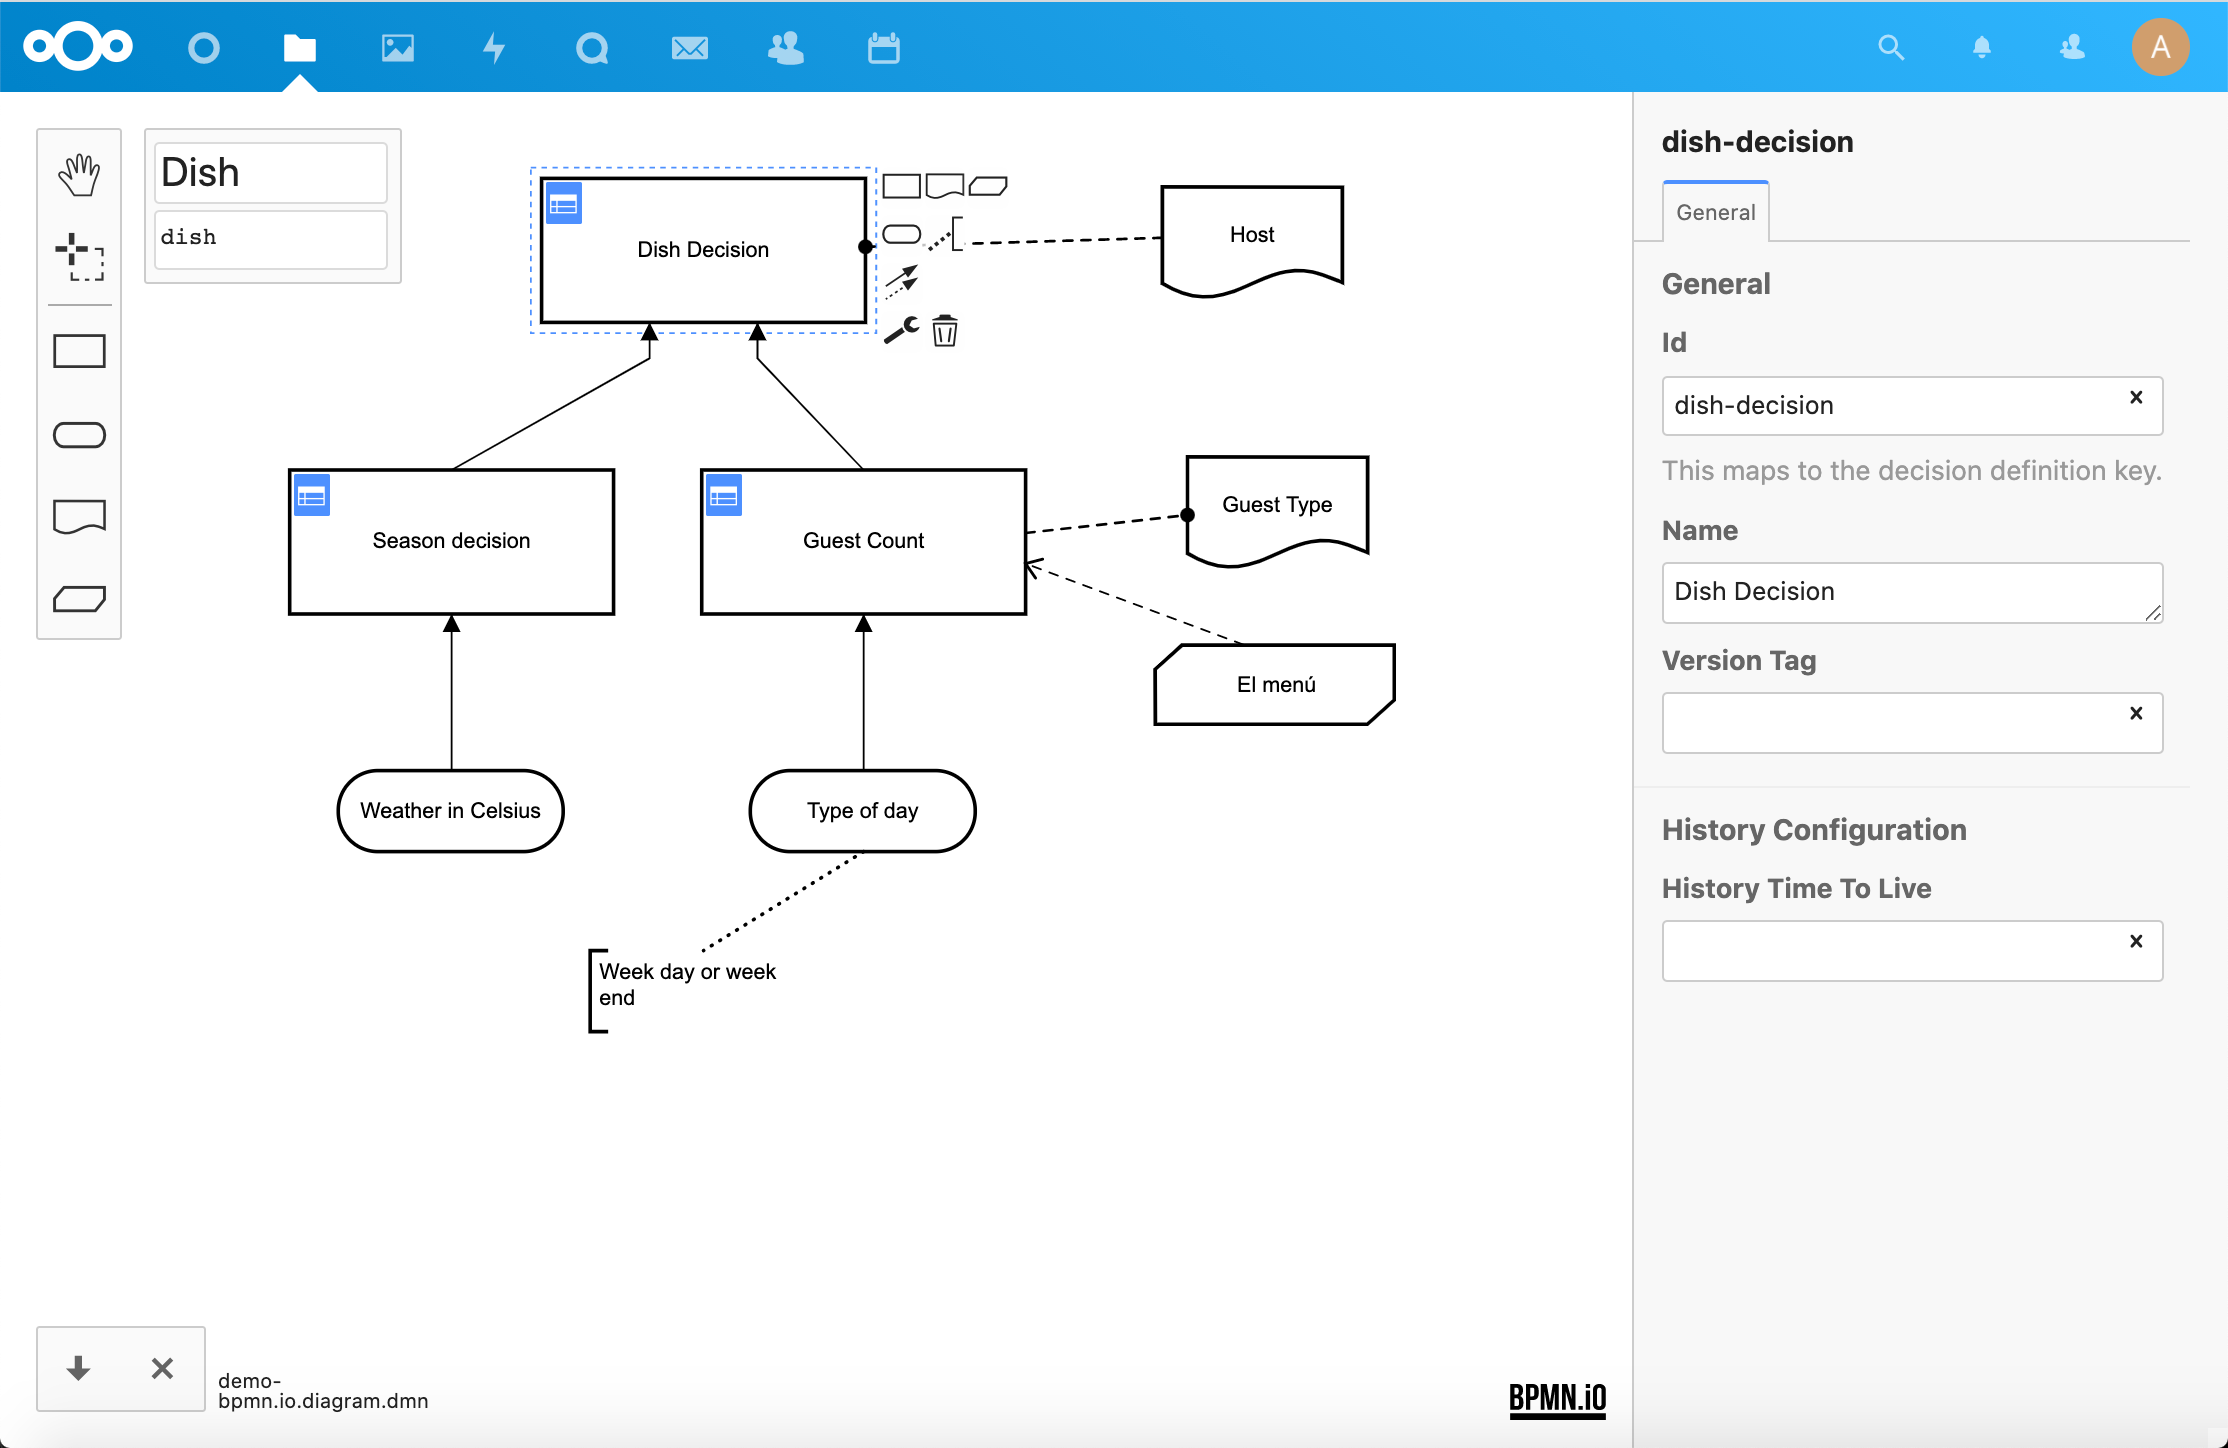 A
Dish
dish
Dish Decision
Host
Season decision
Guest Count
Guest Type
El menú
Weather in Celsius
Type of day
Week day or week
end
demo-
bpmn.io.diagram.dmn
BPMN.iO
dish-decision
General
General
Id
dish-decision
This maps to the decision definition key.
Name
Dish Decision
Version Tag
History Configuration
History Time To Live